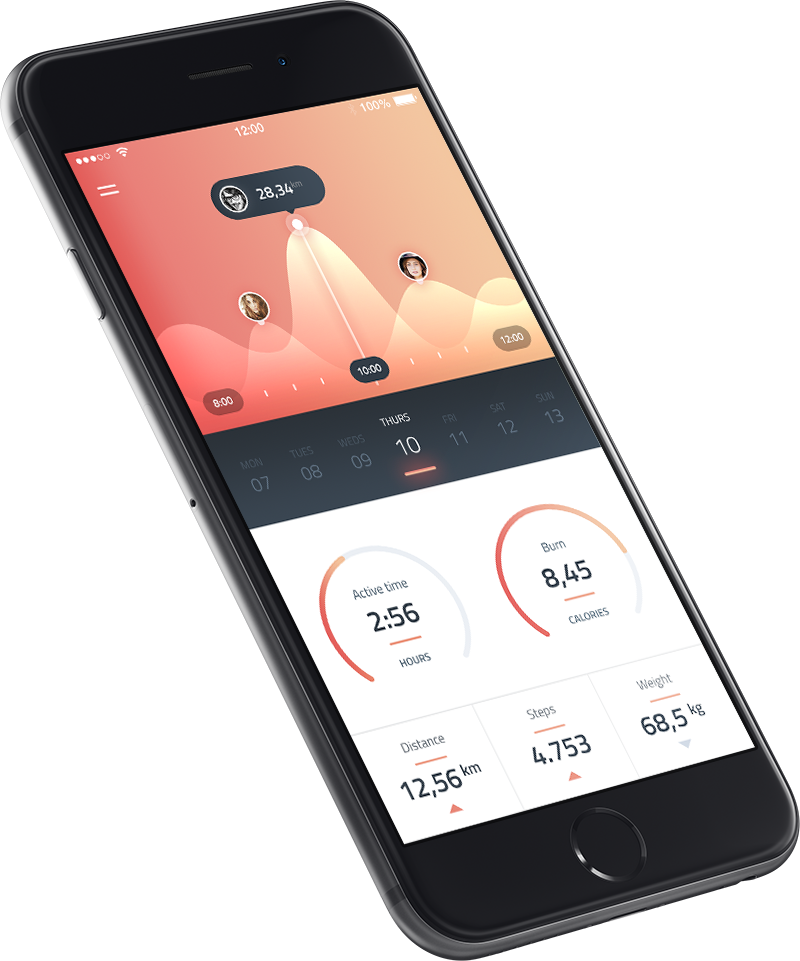 12:00
100%
28,34km
8:00
10:00
12:00
MON TUES WEDS THURS FRI SAT SUN
07 08 09 10 11 12 13
Active time
2:56
HOURS
Burn
8,45
CALORIES
Distance
12,56 km
Steps
4.753
Weight
68,5 kg